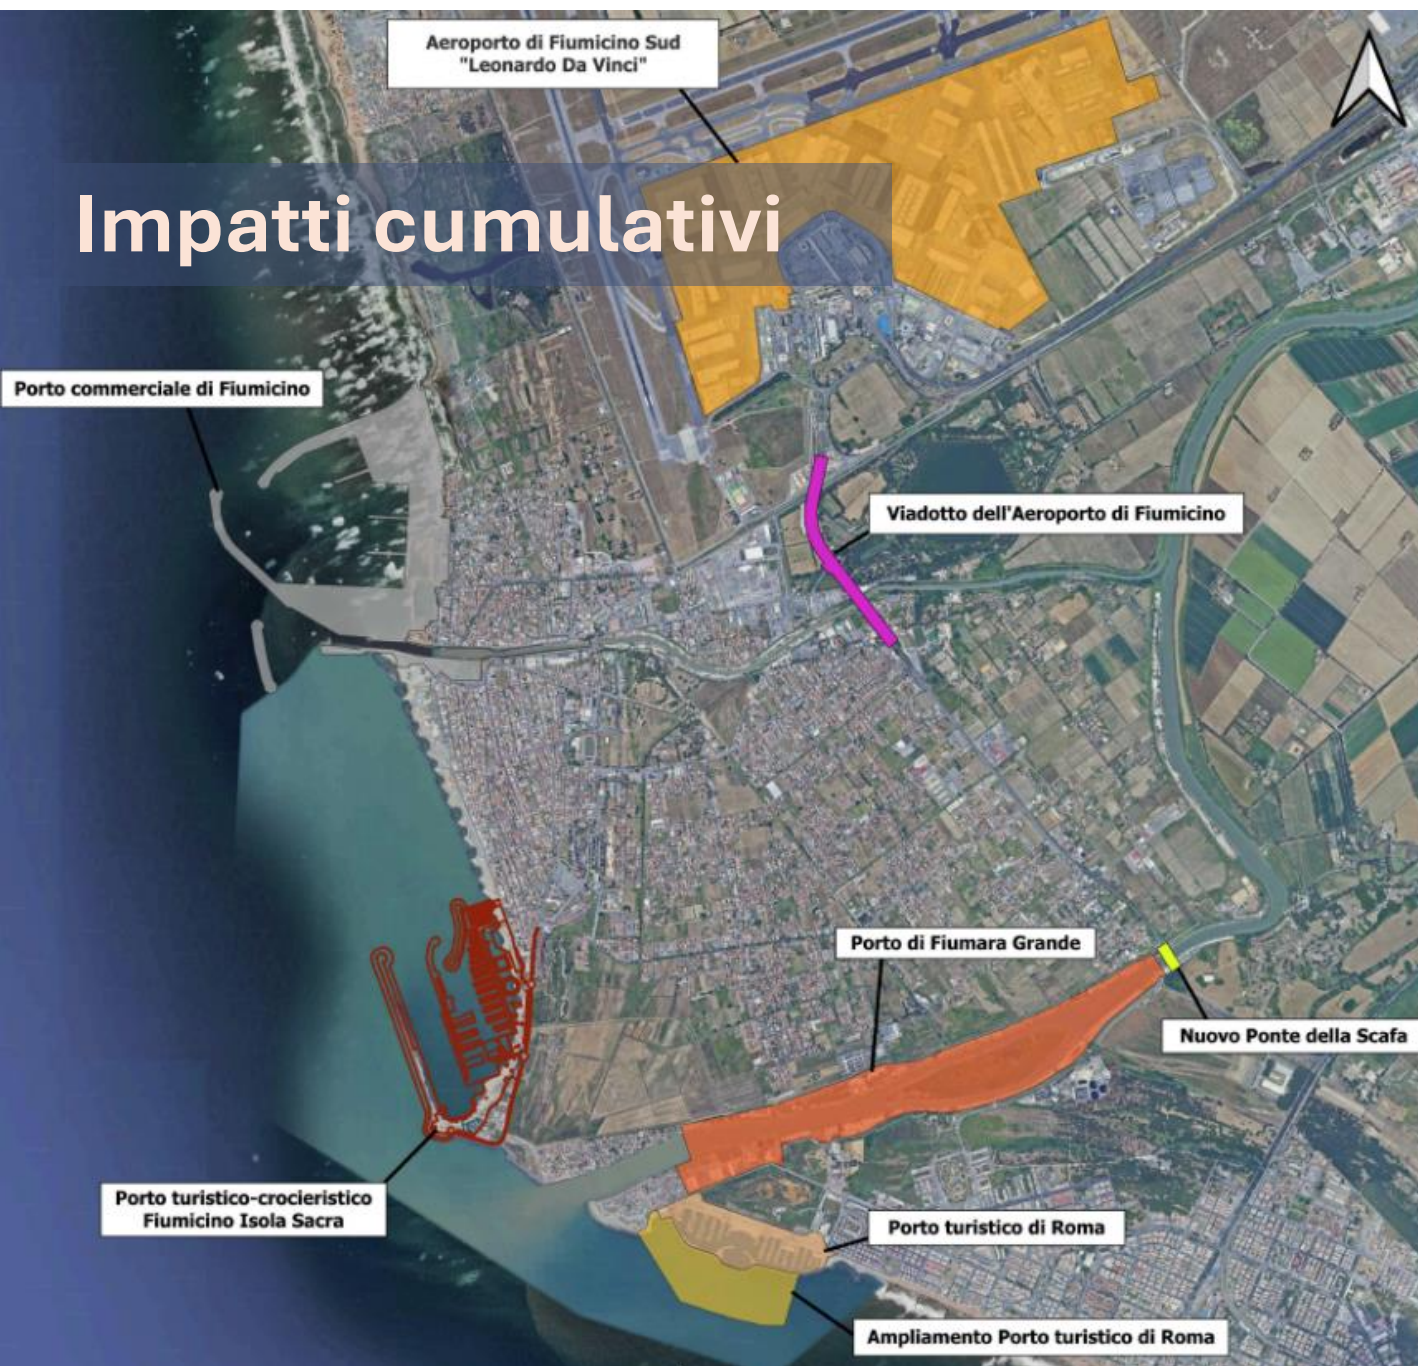 Aeroporto di Fiumicino Sud
"Leonardo Da Vinci"
Impatti cumulativi
Porto commerciale di Fiumicino
Viadotto dell'Aeroporto di Fiumicino
Porto di Fiumara Grande
Nuovo Ponte della Scafa
Porto turistico-crocieristico
Fiumicino Isola Sacra
Porto turistico di Roma
Ampliamento Porto turistico di Roma